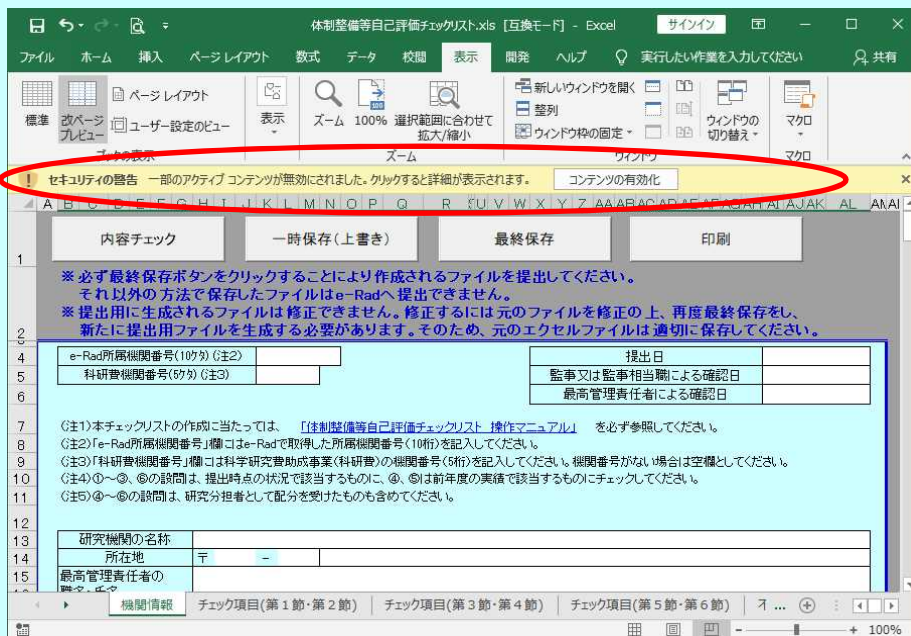 体制整備等自己評価チェックリスト.xls [互換モード] - Excel
サインイン
ファイル ホーム 挿入 ページ レイアウト 数式 データ 校閲 表示 開発 ヘルプ 実行したい作業を入力してください 共有
標準
改ページ プレビュー
ページ レイアウト
ユーザー設定のビュー
ブックの表示
表示
ズーム
100%
選択範囲に合わせて
拡大/縮小
ズーム
新しいウィンドウを開く
整列
ウィンドウ枠の固定
ウィンドウの
切り替え
ウィンドウ
マクロ
マクロ
セキュリティの警告 一部のアクティブ コンテンツが無効にされました。クリックすると詳細が表示されます。 コンテンツの有効化
A B C D E F G H I J K L M N O P Q R S U V W X Y Z AA AB AC AD AE AF AG AH AI AJ AK AL
内容チェック 一時保存(上書き) 最終保存 印刷
1
※必ず最終保存ボタンをクリックすることにより作成されるファイルを提出してください。
それ以外の方法で保存したファイルはe-Radへ提出できません。
※提出用に生成されるファイルは修正できません。修正するには元のファイルを修正の上、再度最終保存をし、
2 新たに提出用ファイルを生成する必要があります。そのため、元のエクセルファイルは適切に保存してください。
4 e-Rad所属機関番号(10ケタ)(注2) 提出日
5 科研費機関番号(5ケタ)(注3) 監事又は監事相当職による確認日
6 最高管理責任者による確認日
7 (注1)本チェックリストの作成に当たっては、 「体制整備等自己評価チェックリスト 操作マニュアル」 を必ず参照してください。
8 (注2)「e-Rad所属機関番号」欄にはe-Radで取得した所属機関番号(10桁)を記入してください。
9 (注3)「科研費機関番号」欄には科学研究費助成事業(科研費)の機関番号(5桁)を記入してください。機関番号がない場合は空欄としてください。
10 (注4)①~③、⑥の設問は、提出時点の状況で該当するものに、④、⑤は前年度の実績で該当するものにチェックしてください。
11 (注5)④~⑥の設問は、研究分担者として配分を受けたものも含めてください。
12
13 研究機関の名称
14 所在地 〒 -
15 最高管理責任者の
職名・氏名
機関情報 チェック項目(第1節・第2節) チェック項目(第3節・第4節) チェック項目(第5節・第6節) ...
100%